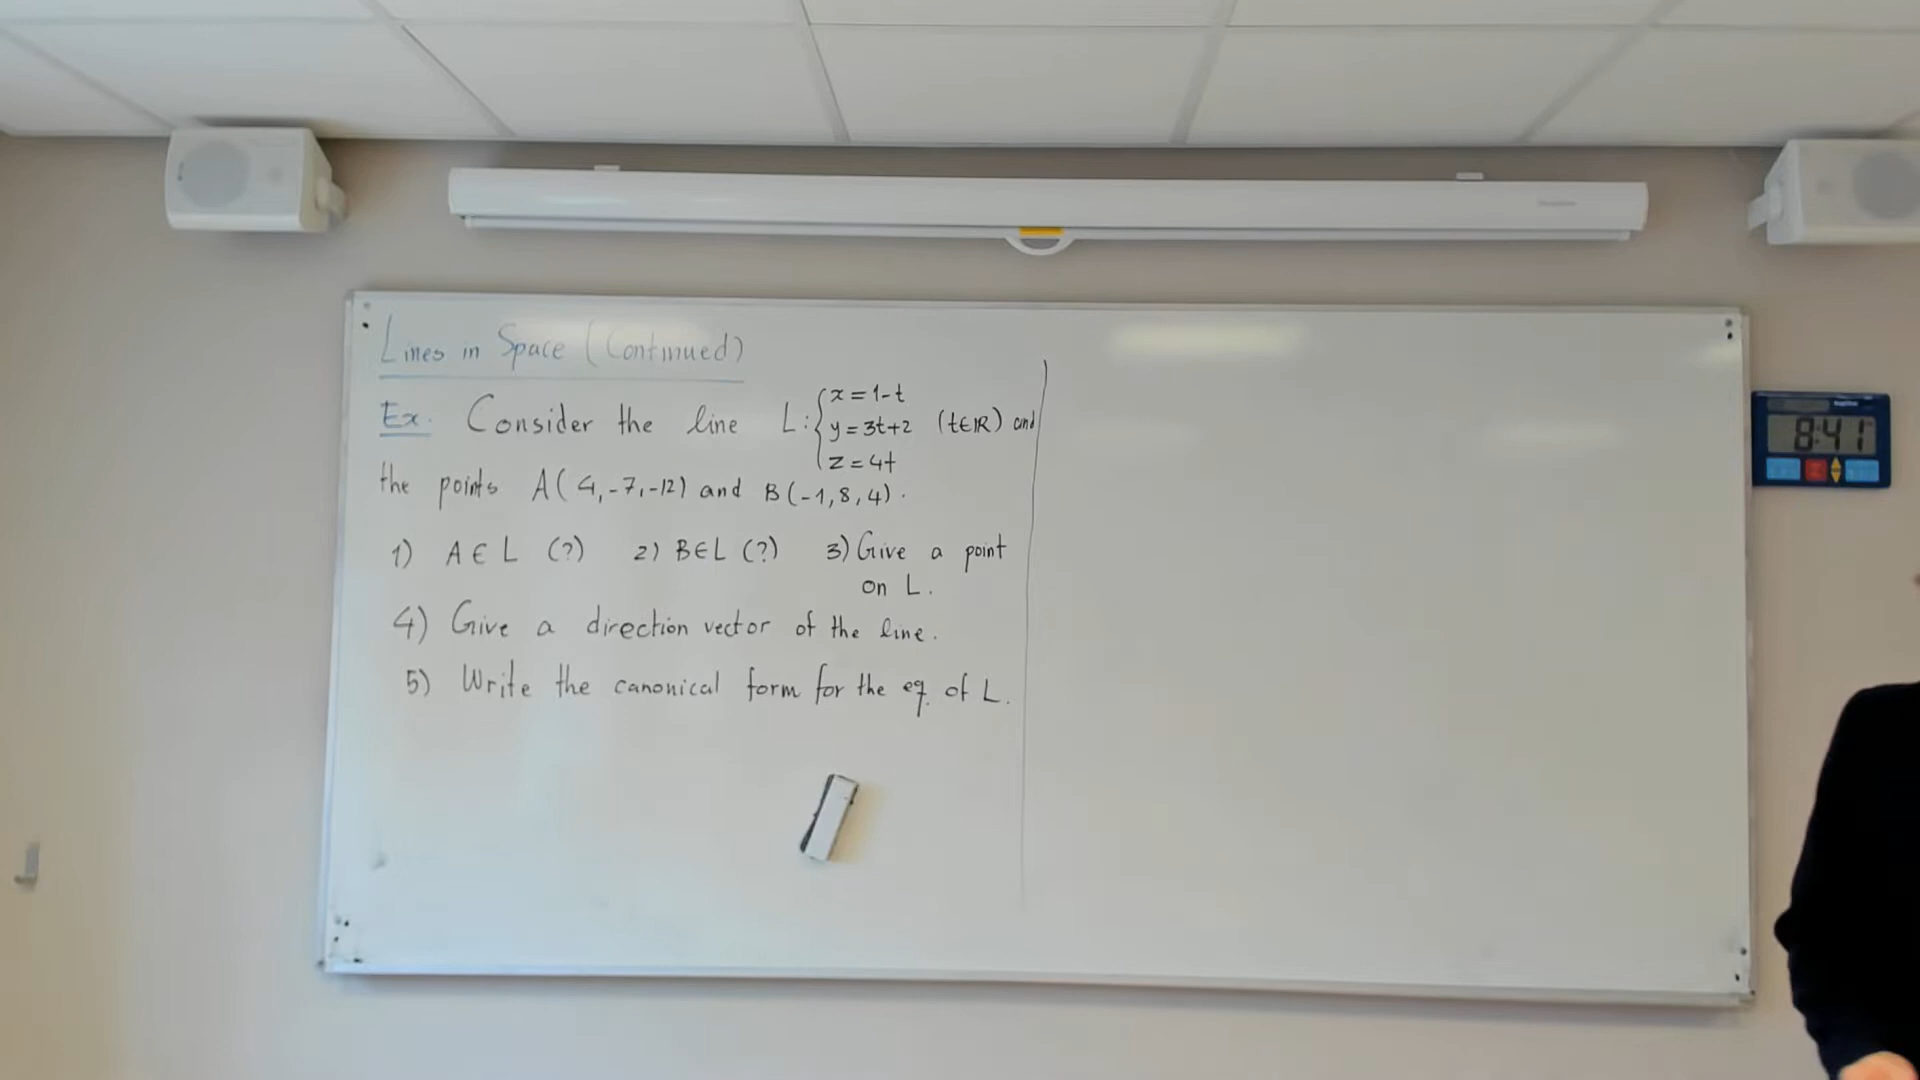 Lines in Space (Continued)
Ex. Consider the line L: { x = 1-t
y = 3t+2 (t∈ℝ) and
z = 4t
the points A(4,-7,-12) and B(-1,8,4).
1) A ∈ L (?) 2) B∈L (?) 3) Give a point
on L.
4) Give a direction vector of the line.
5) Write the canonical form for the eq. of L.
8:41